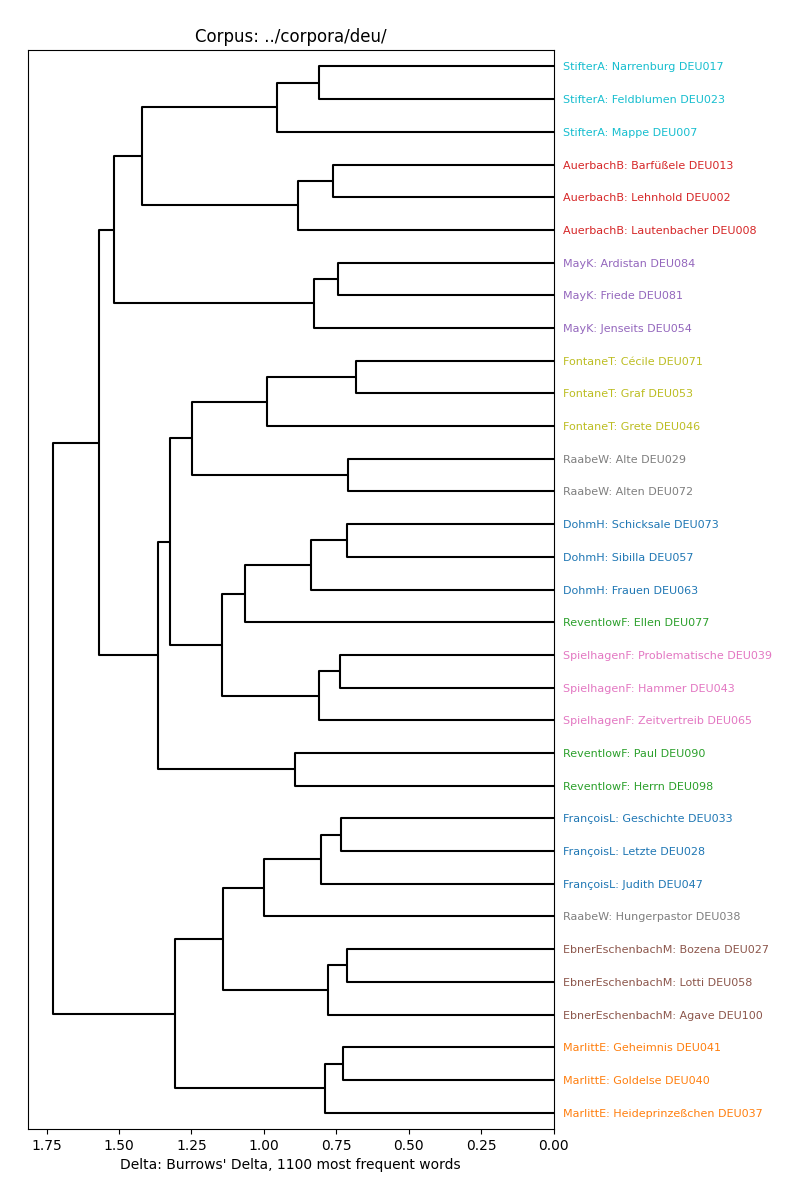 Corpus: ../corpora/deu/
StifterA: Narrenburg DEU017
StifterA: Feldblumen DEU023
StifterA: Mappe DEU007
AuerbachB: Barfüßele DEU013
AuerbachB: Lehnhold DEU002
AuerbachB: Lautenbacher DEU008
MayK: Ardistan DEU084
MayK: Friede DEU081
MayK: Jenseits DEU054
FontaneT: Cécile DEU071
FontaneT: Graf DEU053
FontaneT: Grete DEU046
RaabeW: Alte DEU029
RaabeW: Alten DEU072
DohmH: Schicksale DEU073
DohmH: Sibilla DEU057
DohmH: Frauen DEU063
ReventlowF: Ellen DEU077
SpielhagenF: Problematische DEU039
SpielhagenF: Hammer DEU043
SpielhagenF: Zeitvertreib DEU065
ReventlowF: Paul DEU090
ReventlowF: Herrn DEU098
FrançoisL: Geschichte DEU033
FrançoisL: Letzte DEU028
FrançoisL: Judith DEU047
RaabeW: Hungerpastor DEU038
EbnerEschenbachM: Bozena DEU027
EbnerEschenbachM: Lotti DEU058
EbnerEschenbachM: Agave DEU100
MarlittE: Geheimnis DEU041
MarlittE: Goldelse DEU040
MarlittE: Heideprinzeßchen DEU037
1.75 1.50 1.25 1.00 0.75 0.50 0.25 0.00
Delta: Burrows' Delta, 1100 most frequent words